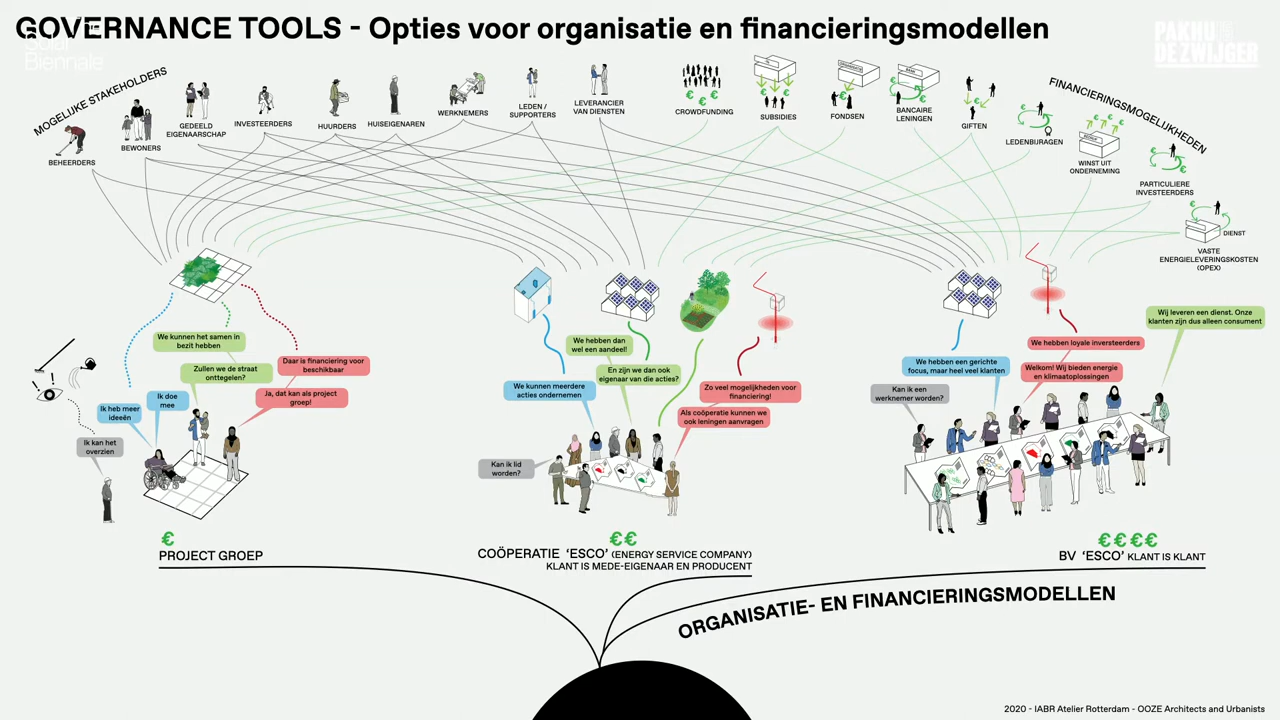 GOVERNANCE TOOLS - Opties voor organisatie en financieringsmodellen
Solar
Biennale
PAKHUIS
DE ZWIJGER
MOGELIJKE STAKEHOLDERS
BEHEERDERS
BEWONERS
GEDEELD
EIGENAARSCHAP
INVESTEERDERS
HUURDERS
HUISEIGENAREN
WERKNEMERS
LEDEN /
SUPPORTERS
LEVERANCIER
VAN DIENSTEN
CROWDFUNDING
SUBSIDIES
FONDSEN
BANCAIRE
LENINGEN
GIFTEN
FINANCIERINGSMOGELIJKHEDEN
LEDENBIJRAGEN
WINST UIT
ONDERNEMING
PARTICULIERE
INVESTEERDERS
DIENST
VASTE
ENERGIELEVERINGSKOSTEN
(OPEX)
We kunnen het samen in
bezit hebben
Zullen we de straat
onttegelen?
Daar is financiering voor
beschikbaar
Ja, dat kan als project
groep!
Ik doe
mee
Ik heb meer
ideeën
Ik kan het
overzien
We hebben dan
wel een aandeel!
En zijn we dan ook
eigenaar van die acties?
We kunnen meerdere
acties ondernemen
Zo veel mogelijkheden voor
financiering!
Als coöperatie kunnen we
ook leningen aanvragen
Kan ik lid
worden?
Wij leveren een dienst. Onze
klanten zijn dus alleen consument
We hebben loyale inversteerders
We hebben een gerichte
focus, maar heel veel klanten
Welkom! Wij bieden energie
en klimaatoplossingen
Kan ik een
werknemer worden?
€
PROJECT GROEP
€€
COÖPERATIE 'ESCO' (ENERGY SERVICE COMPANY)
KLANT IS MEDE-EIGENAAR EN PRODUCENT
€€€€
BV 'ESCO' KLANT IS KLANT
ORGANISATIE- EN FINANCIERINGSMODELLEN
2020 - IABR Atelier Rotterdam - OOZE Architects and Urbanists